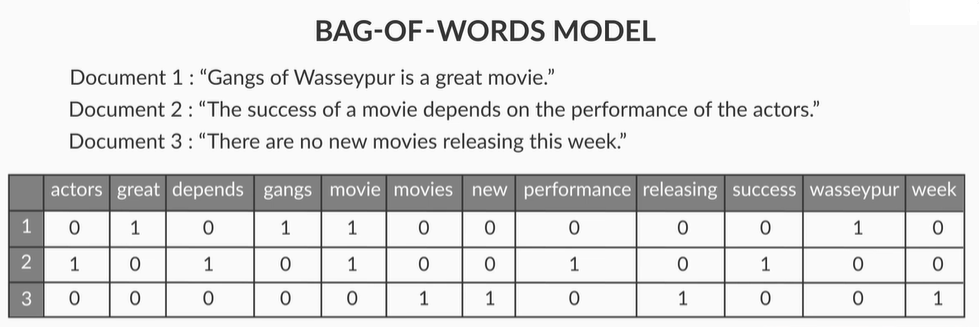 BAG-OF-WORDS MODEL
Document 1 : “Gangs of Wasseypur is a great movie.”
Document 2 : “The success of a movie depends on the performance of the actors.”
Document 3 : “There are no new movies releasing this week.”
actors great depends gangs movie movies new performance releasing success wasseypur week
1 0 1 0 1 1 0 0 0 0 0 1 0
2 1 0 1 0 1 0 0 1 0 1 0 0
3 0 0 0 0 0 1 1 0 1 0 0 1